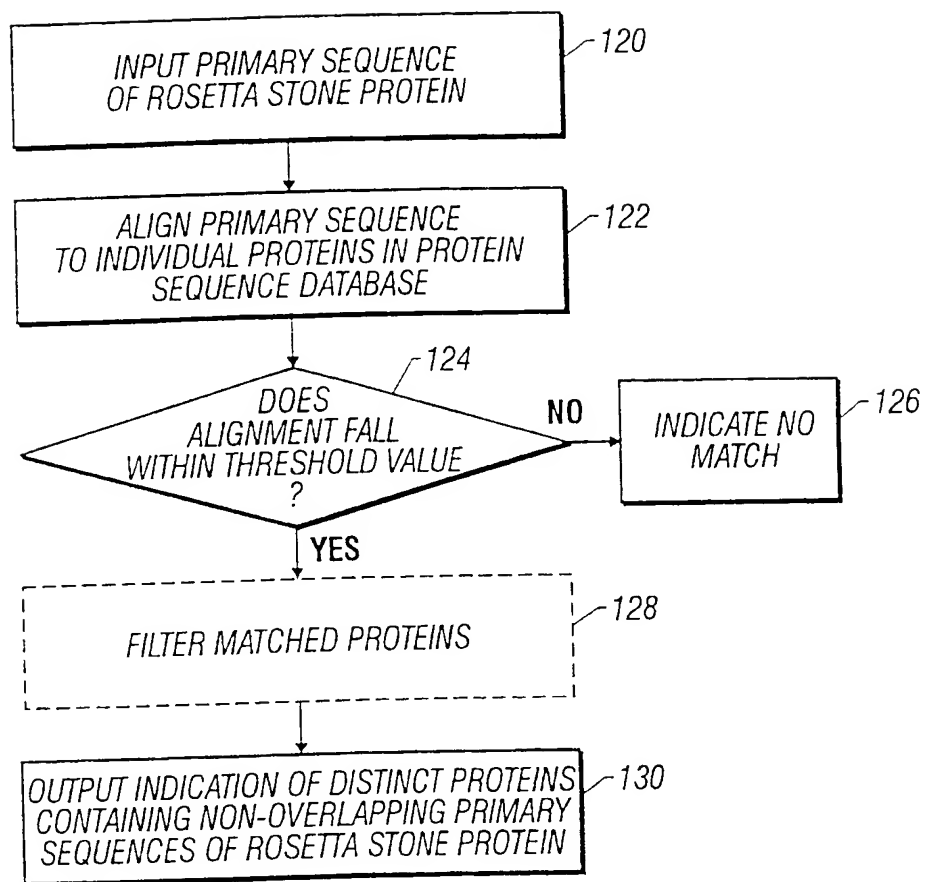 INPUT PRIMARY SEQUENCE
OF ROSETTA STONE PROTEIN
120
ALIGN PRIMARY SEQUENCE
TO INDIVIDUAL PROTEINS IN PROTEIN
SEQUENCE DATABASE
122
124
DOES
ALIGNMENT FALL
WITHIN THRESHOLD VALUE
?
NO
INDICATE NO
MATCH
126
YES
FILTER MATCHED PROTEINS
128
OUTPUT INDICATION OF DISTINCT PROTEINS
CONTAINING NON-OVERLAPPING PRIMARY
SEQUENCES OF ROSETTA STONE PROTEIN
130